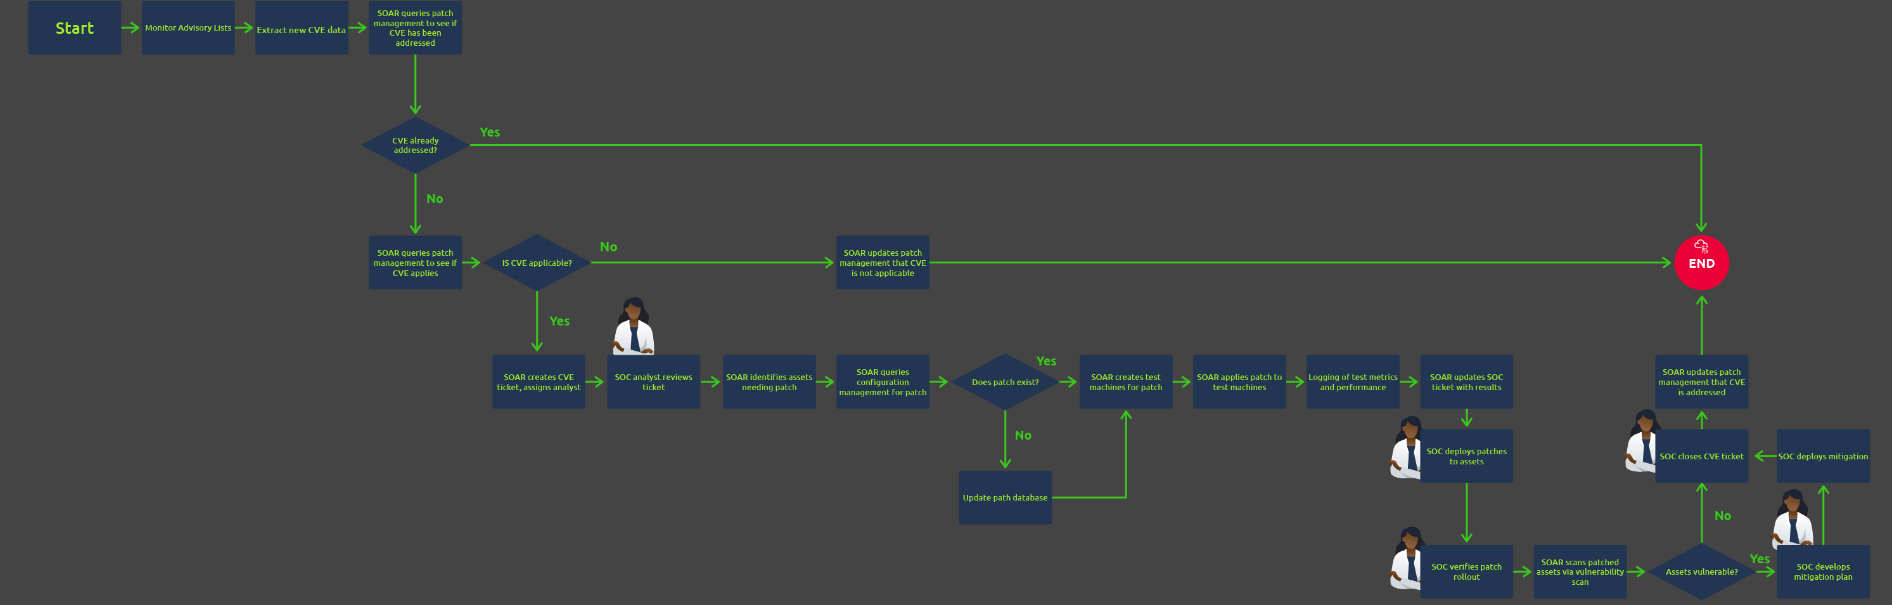 Start
Monitor Advisory Lists
Extract new CVE data
SOAR queries patch
management to see if
CVE has been
addressed
CVE already
addressed?
Yes
No
SOAR queries patch
management to see if
CVE applies
IS CVE applicable?
No
SOAR updates patch
management that CVE
is not applicable
END
Yes
SOAR creates CVE
ticket, assigns analyst
SOC analyst reviews
ticket
SOAR identifies assets
needing patch
SOAR queries
configuration
management for patch
Does patch exist?
Yes
No
Update path database
SOAR creates test
machines for patch
SOAR applies patch to
test machines
Logging of test metrics
and performance
SOAR updates SOC
ticket with results
SOC deploys patches
to assets
SOC verifies patch
rollout
SOAR scans patched
assets via vulnerability
scan
Assets vulnerable?
Yes
SOC develops
mitigation plan
SOC deploys mitigation
No
SOC closes CVE ticket
SOAR updates patch
management that CVE
is addressed